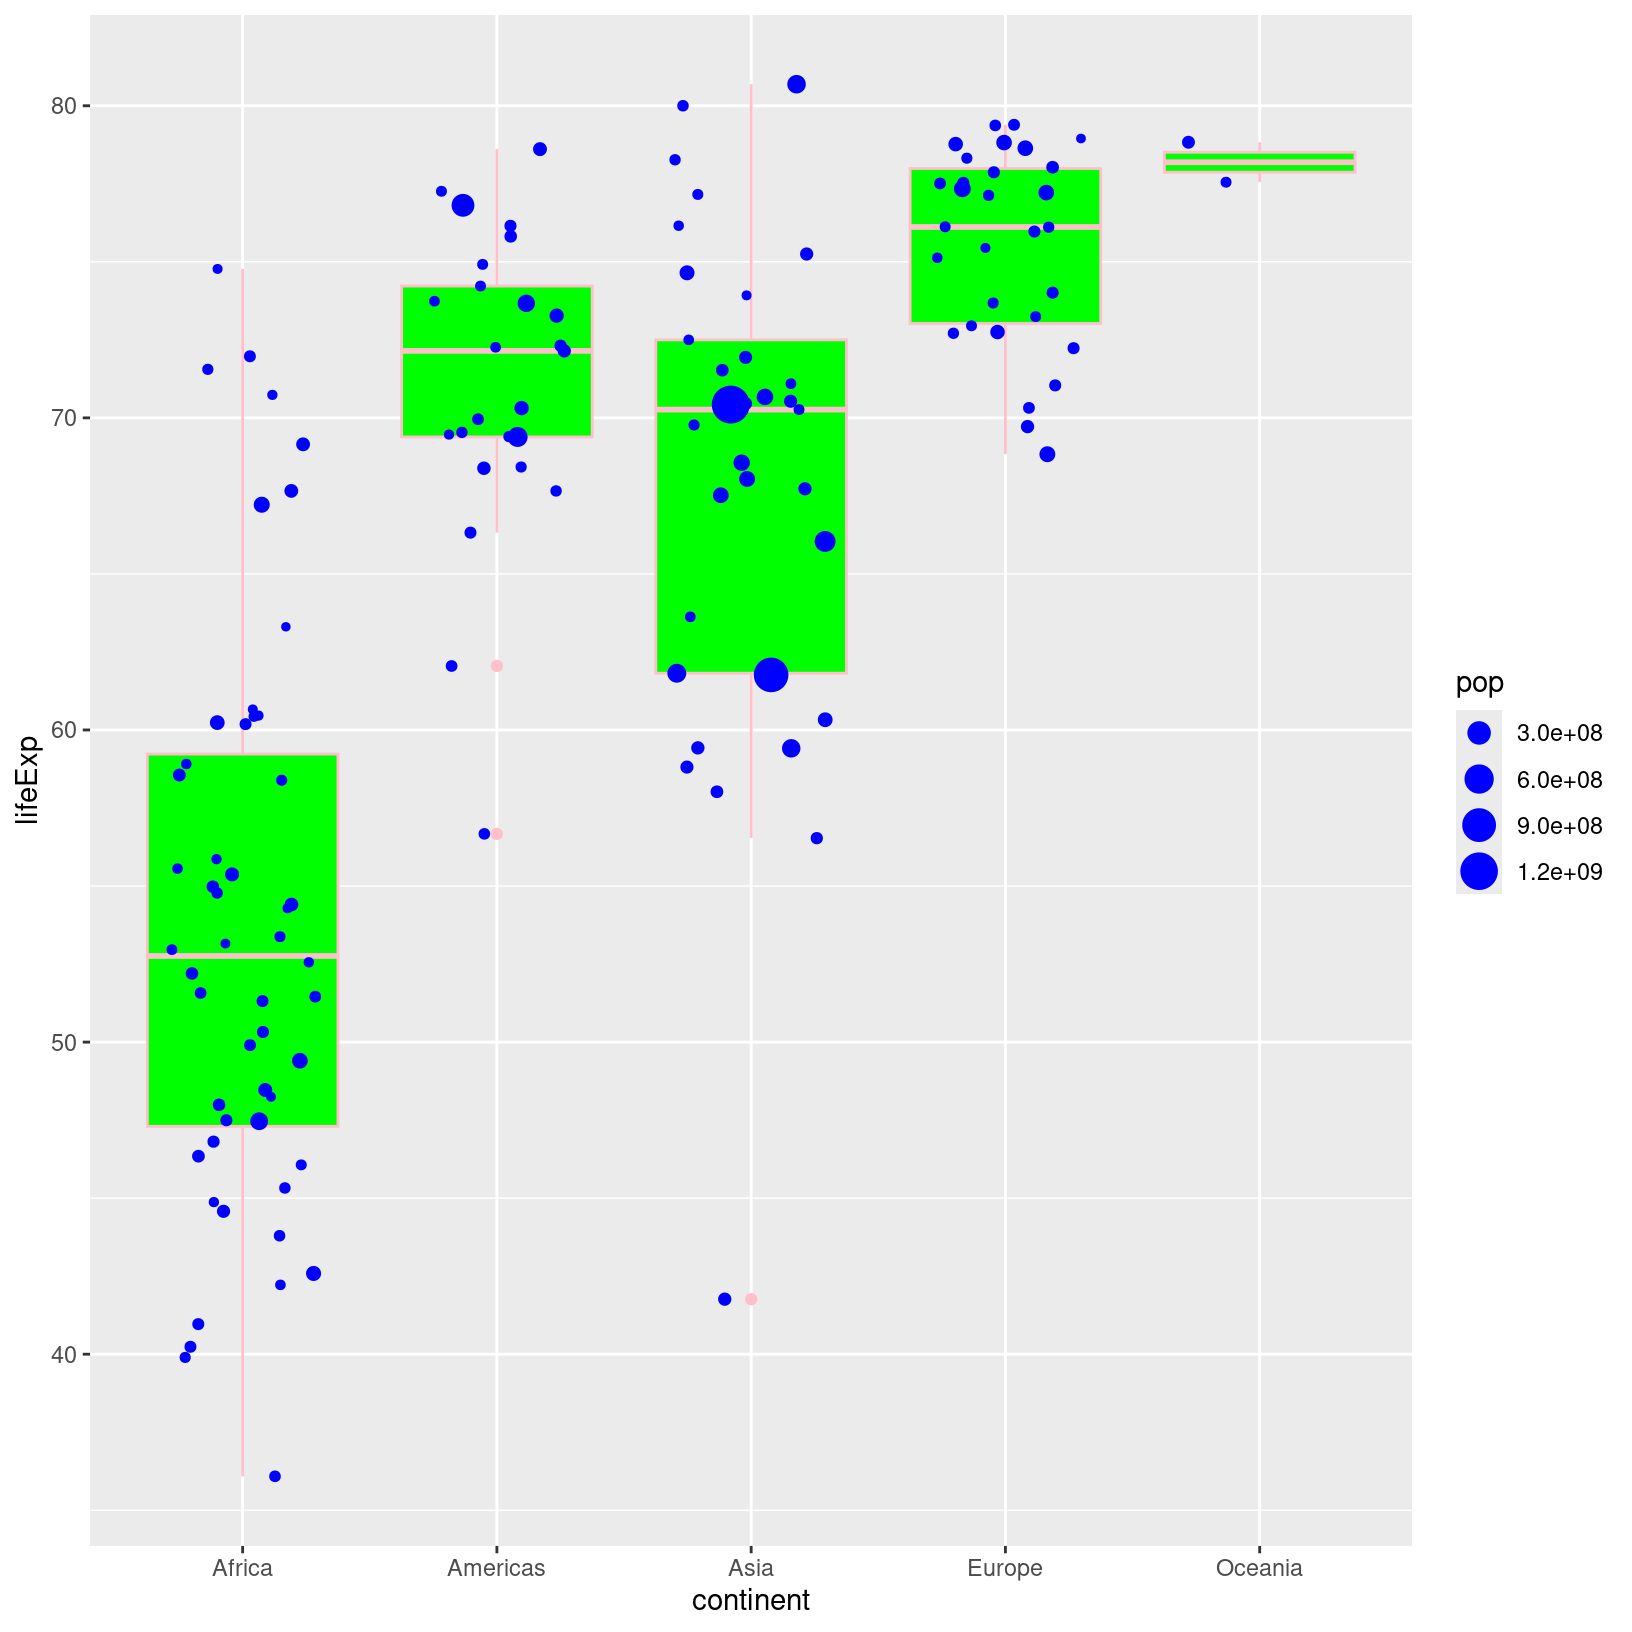 lifeExp
80
70
60
50
40
Africa
Americas
Asia
Europe
Oceania
continent
pop
3.0e+08
6.0e+08
9.0e+08
1.2e+09